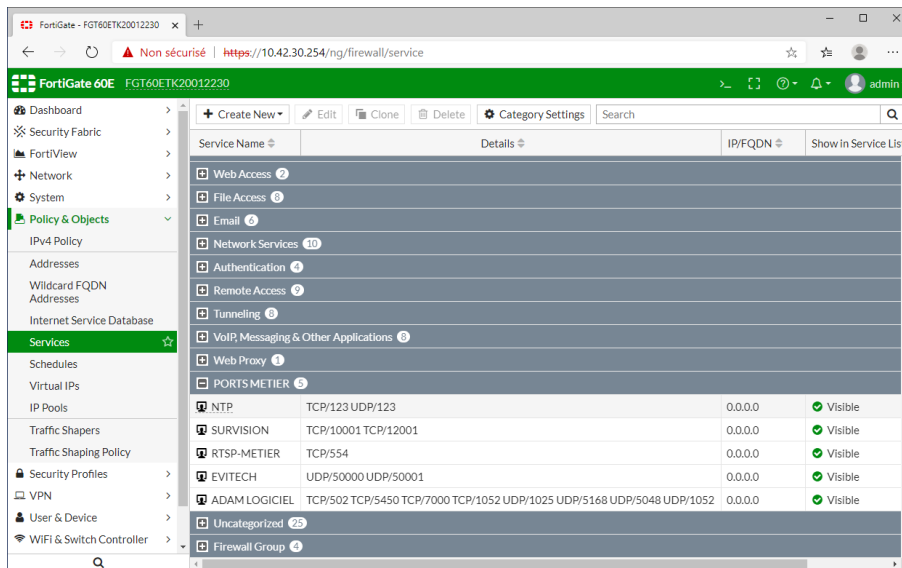 FortiGate - FGT60ETK20012230
Non sécurisé | https://10.42.30.254/ng/firewall/service
FortiGate 60E FGT60ETK20012230
admin
Dashboard
Security Fabric
FortiView
Network
System
Policy & Objects
IPv4 Policy
Addresses
Wildcard FQDN
Addresses
Internet Service Database
Services
Schedules
Virtual IPs
IP Pools
Traffic Shapers
Traffic Shaping Policy
Security Profiles
VPN
User & Device
WiFi & Switch Controller
Create New Edit Clone Delete Category Settings Search
Service Name Details IP/FQDN Show in Service Lis
Web Access 2
File Access 8
Email 6
Network Services 10
Authentication 4
Remote Access 9
Tunneling 8
VoIP, Messaging & Other Applications 8
Web Proxy 1
PORTS METIER 5
NTP TCP/123 UDP/123 0.0.0.0 Visible
SURVISION TCP/10001 TCP/12001 0.0.0.0 Visible
RTSP-METIER TCP/554 0.0.0.0 Visible
EVITECH UDP/50000 UDP/50001 0.0.0.0 Visible
ADAM LOGICIEL TCP/502 TCP/5450 TCP/7000 TCP/1052 UDP/1025 UDP/5168 UDP/5048 UDP/1052 0.0.0.0 Visible
Uncategorized 25
Firewall Group 4